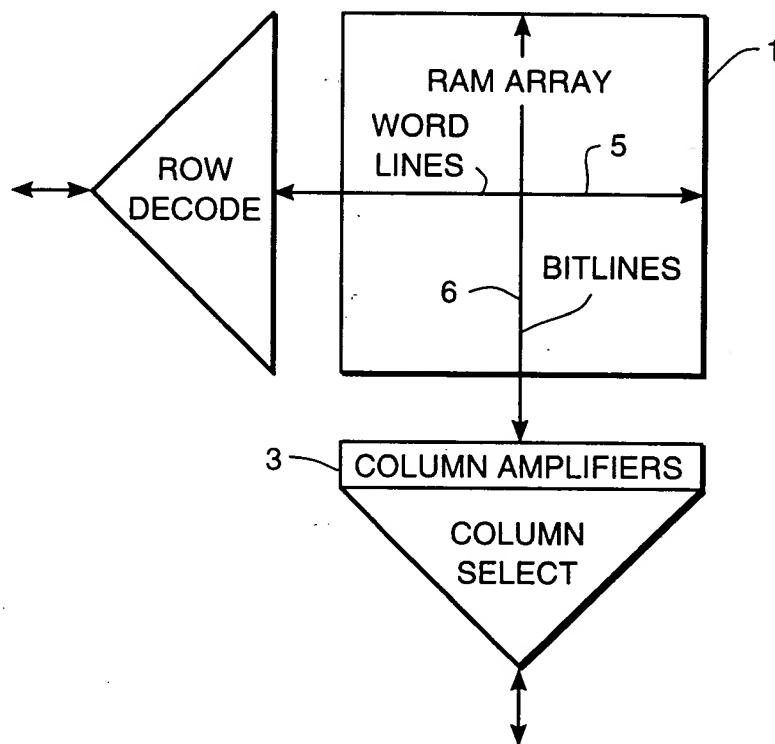 1
RAM ARRAY
WORD
LINES
5
ROW
DECODE
6
BITLINES
3
COLUMN AMPLIFIERS
COLUMN
SELECT